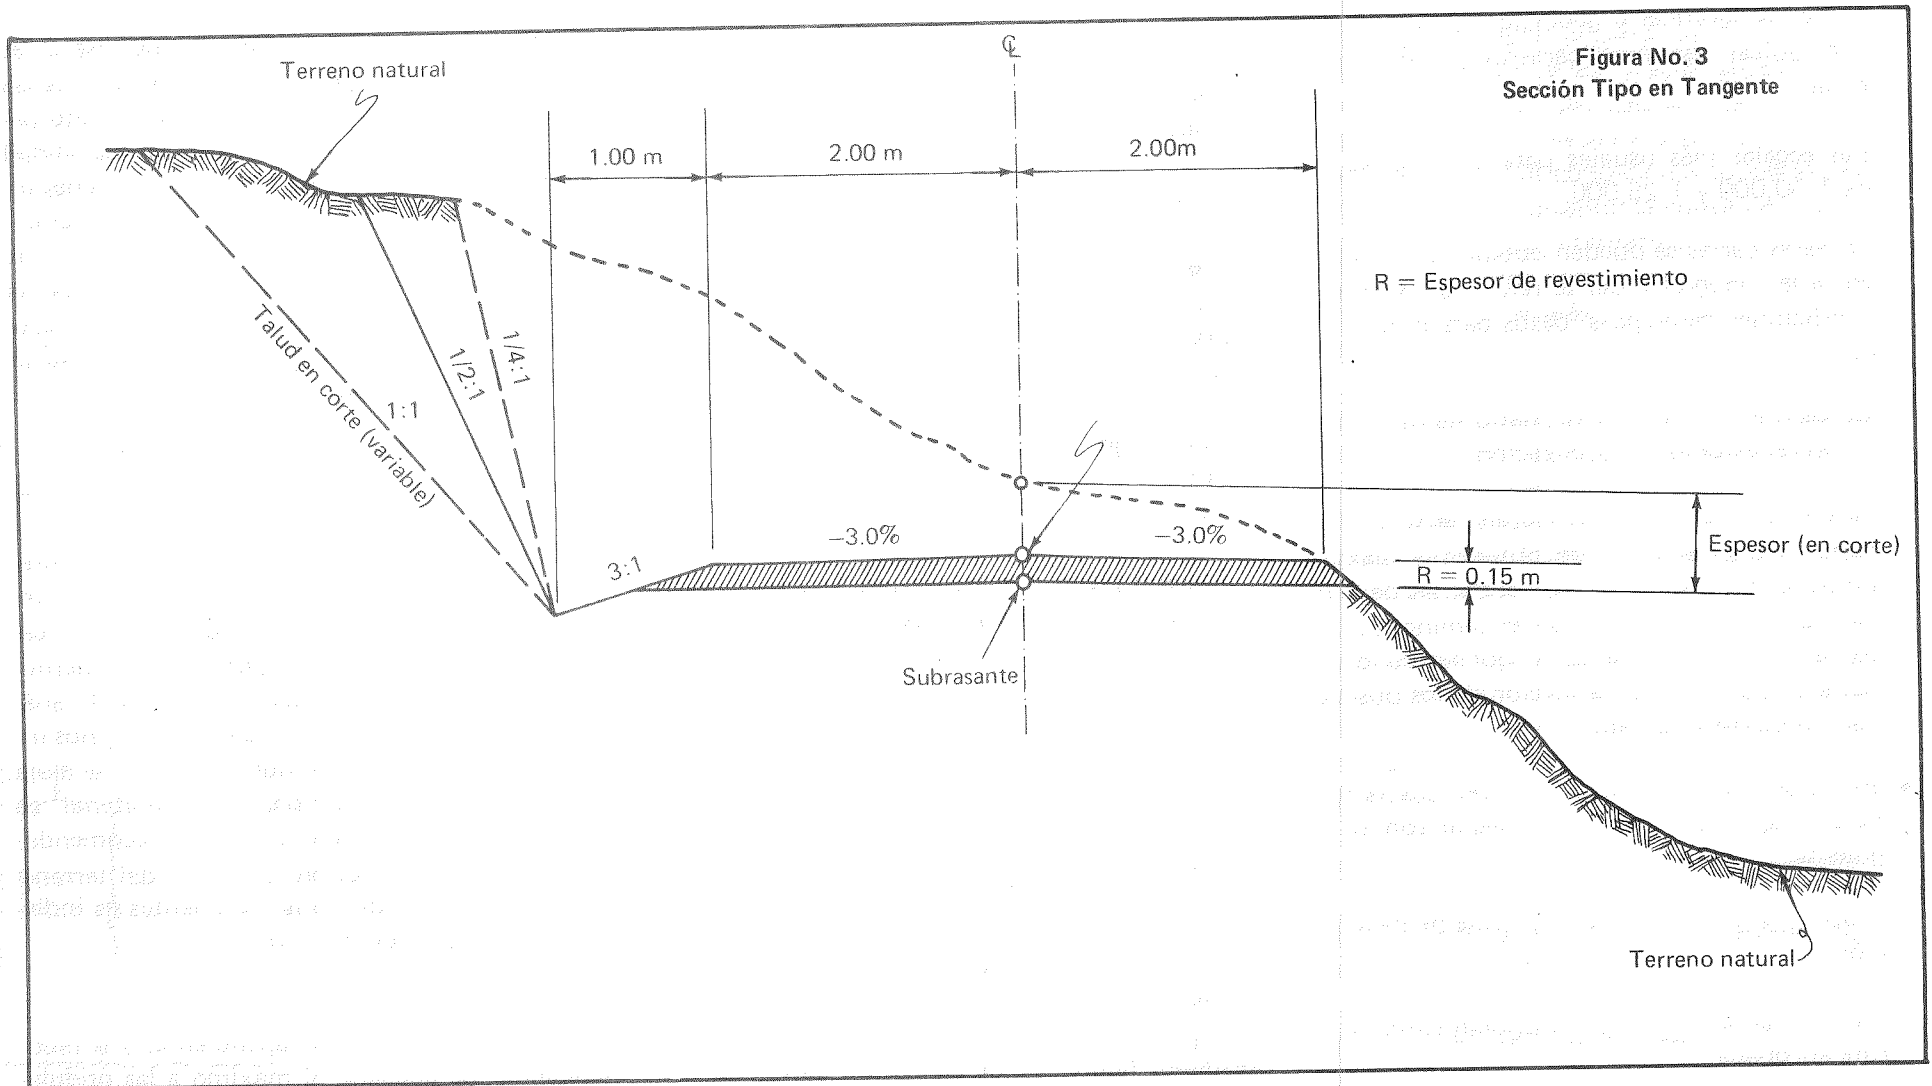 Figura No. 3
Sección Tipo en Tangente
Terreno natural
℄
1.00 m
2.00 m
2.00m
R = Espesor de revestimiento
Talud en corte (variable)
1:1
1/2:1
1/4:1
3:1
−3.0%
−3.0%
Espesor (en corte)
R = 0.15 m
Subrasante
Terreno natural